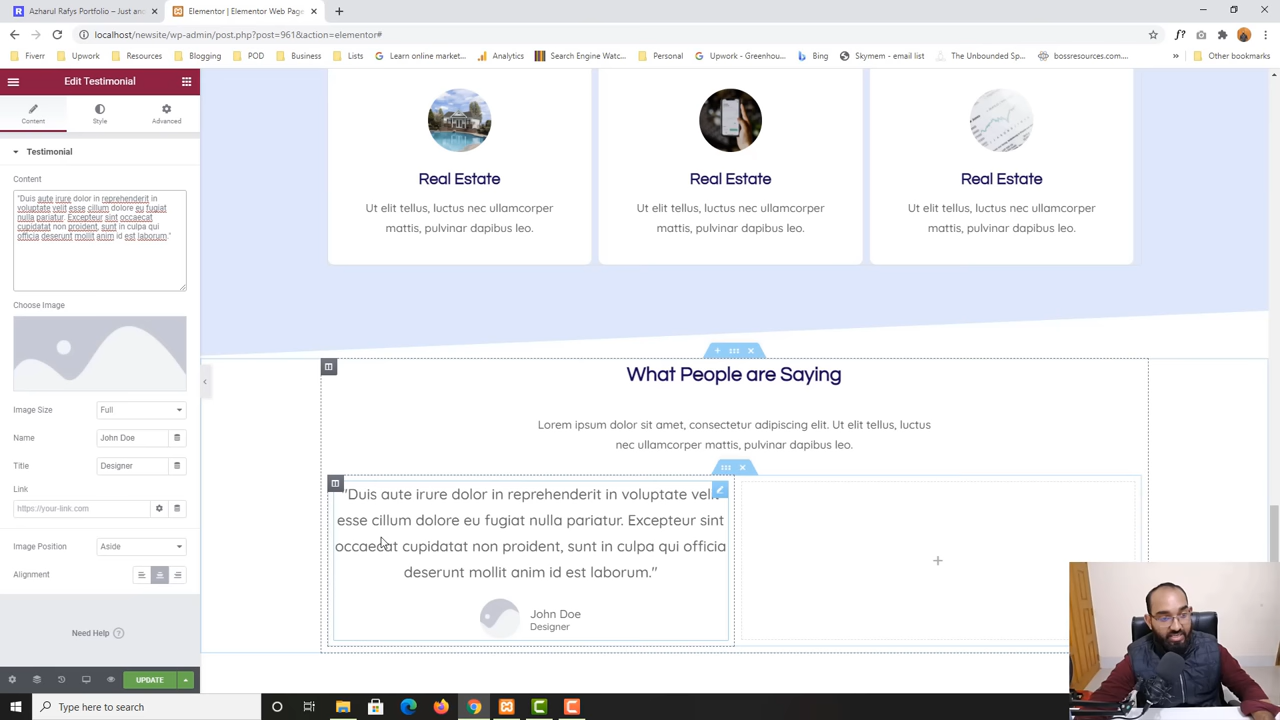 Azharul Rafys Portfolio – Just ano
Elementor | Elementor Web Page
localhost/newsite/wp-admin/post.php?post=961&action=elementor#
Fiverr
Upwork
Resources
Blogging
POD
Business
Lists
Learn online market...
Analytics
Search Engine Watc...
Personal
Upwork - Greenhou...
Bing
Skymem - email list
The Unbounded Sp...
bossresources.com...
Other bookmarks
Edit Testimonial
Content
Style
Advanced
Testimonial
Content
"Duis aute irure dolor in reprehenderit in
voluptate velit esse cillum dolore eu fugiat
nulla pariatur. Excepteur sint occaecat
cupidatat non proident, sunt in culpa qui
officia deserunt mollit anim id est laborum."
Choose Image
Image Size
Full
Name
John Doe
Title
Designer
Link
https://your-link.com
Image Position
Aside
Alignment
Need Help
UPDATE
Real Estate
Ut elit tellus, luctus nec ullamcorper
mattis, pulvinar dapibus leo.
Real Estate
Ut elit tellus, luctus nec ullamcorper
mattis, pulvinar dapibus leo.
Real Estate
Ut elit tellus, luctus nec ullamcorper
mattis, pulvinar dapibus leo.
What People are Saying
Lorem ipsum dolor sit amet, consectetur adipiscing elit. Ut elit tellus, luctus
nec ullamcorper mattis, pulvinar dapibus leo.
"Duis aute irure dolor in reprehenderit in voluptate velit
esse cillum dolore eu fugiat nulla pariatur. Excepteur sint
occaecat cupidatat non proident, sunt in culpa qui officia
deserunt mollit anim id est laborum."
John Doe
Designer
Type here to search